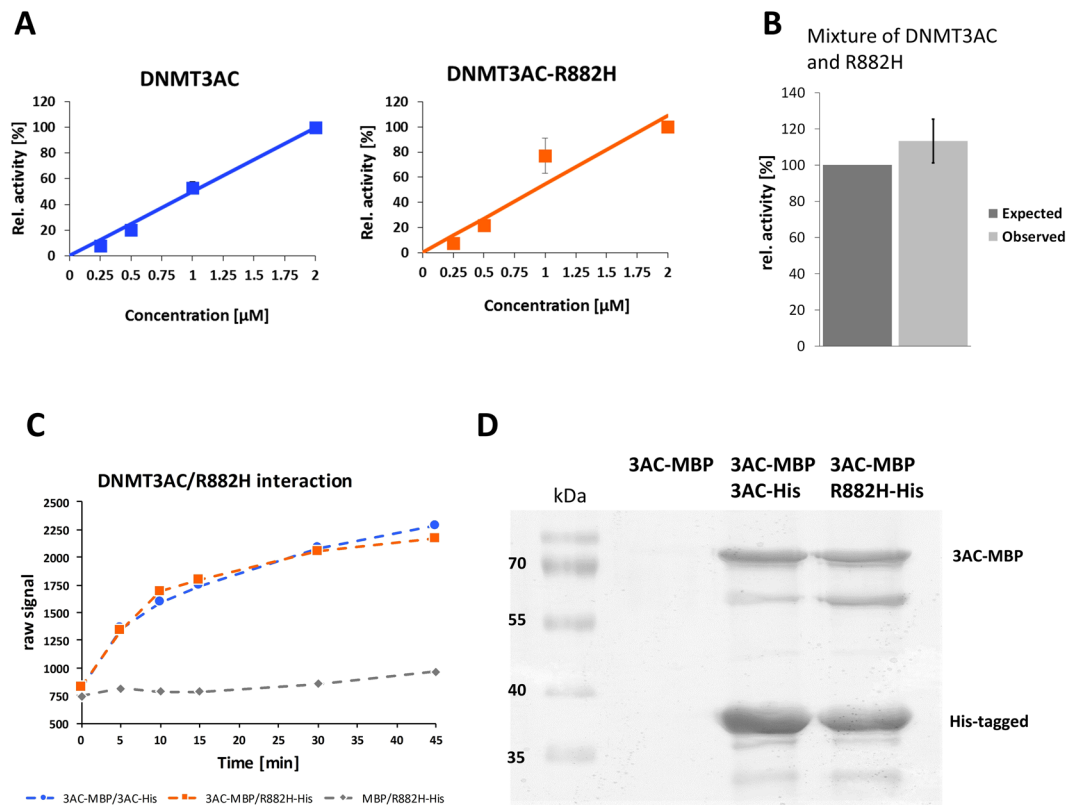 A
DNMT3AC
Rel. activity [%]
120
100
80
60
40
20
0
0 0.25 0.5 0.75 1 1.25 1.5 1.75 2
Concentration [µM]
DNMT3AC-R882H
Rel. activity [%]
120
100
80
60
40
20
0
0 0.25 0.5 0.75 1 1.25 1.5 1.75 2
Concentration [µM]
B
Mixture of DNMT3AC
and R882H
rel. activity [%]
140
120
100
80
60
40
20
0
Expected
Observed
C
DNMT3AC/R882H interaction
raw signal
2500
2250
2000
1750
1500
1250
1000
750
500
0 5 10 15 20 25 30 35 40 45
Time [min]
3AC-MBP/3AC-His 3AC-MBP/R882H-His MBP/R882H-His
D
kDa
3AC-MBP
3AC-MBP
3AC-His
3AC-MBP
R882H-His
70
55
40
35
3AC-MBP
His-tagged